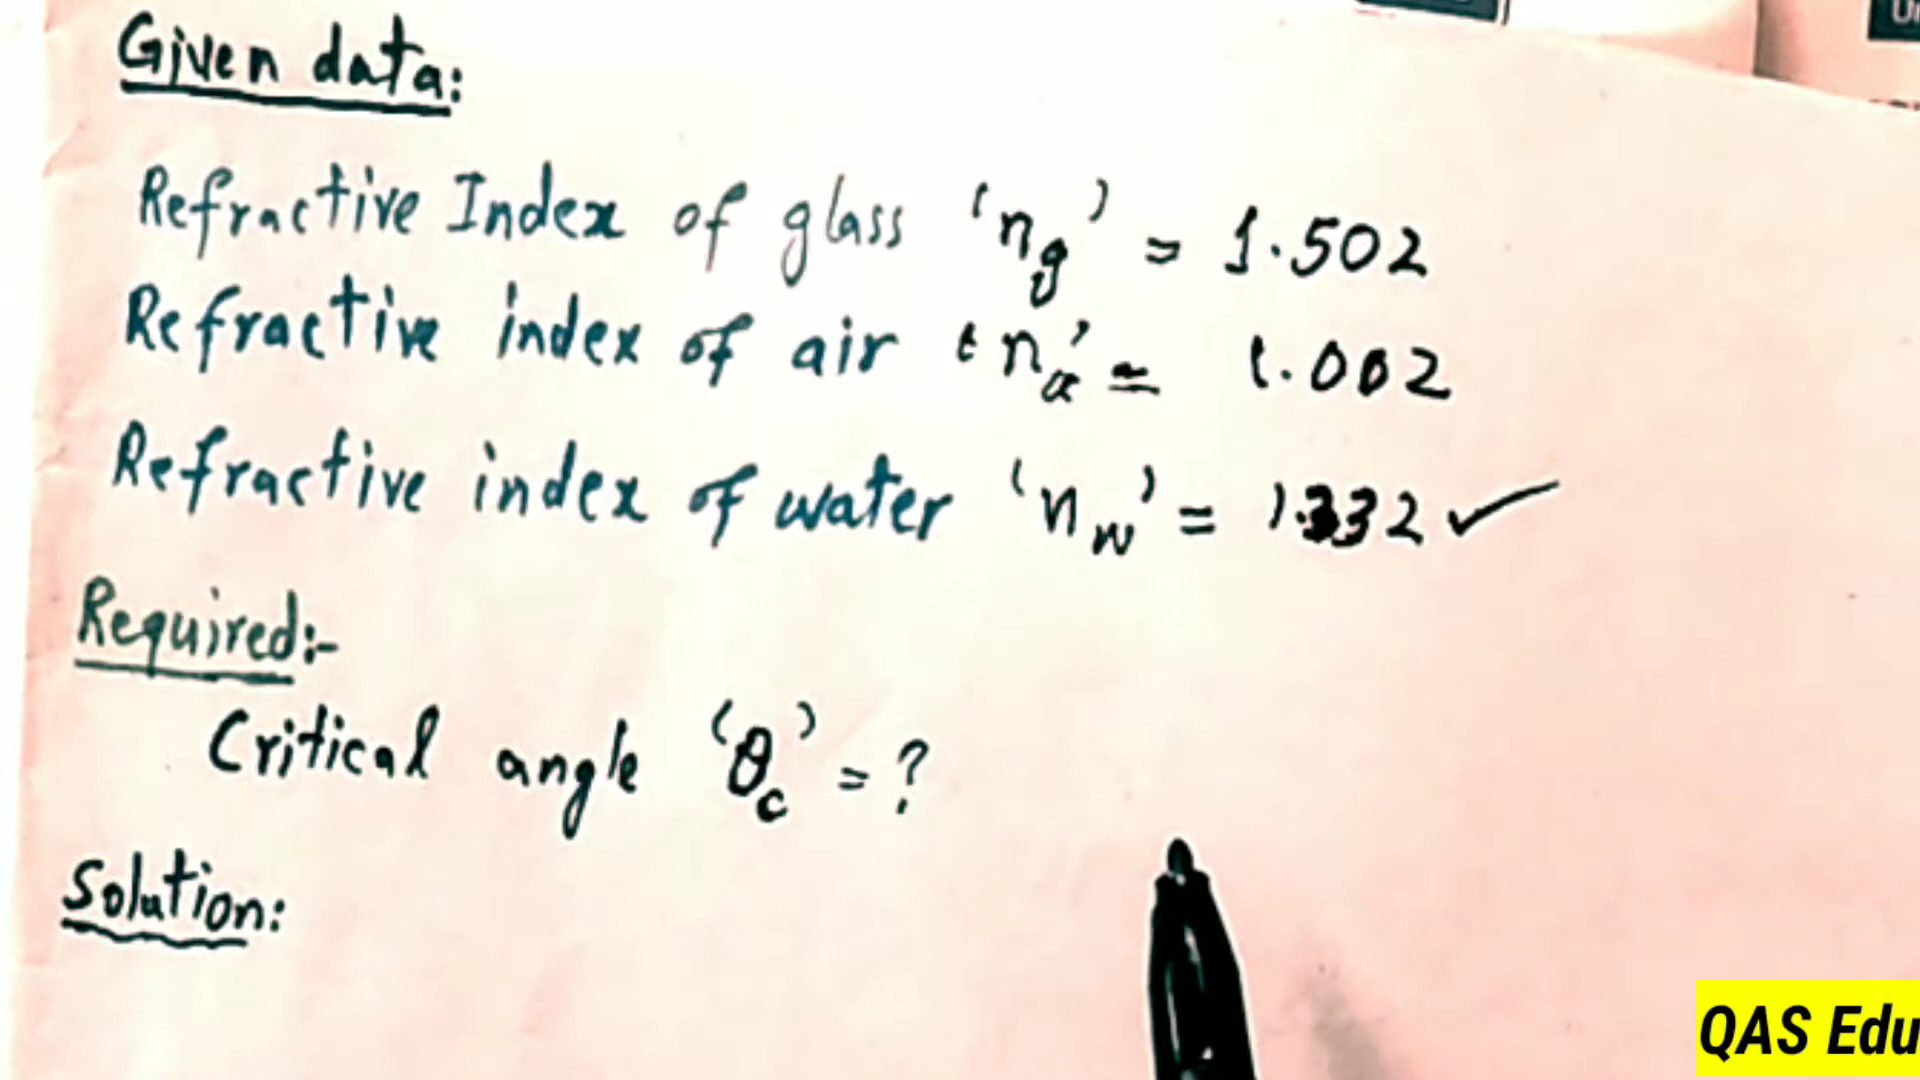 Given data:
Refractive Index of glass 'ng' = 1.502
Refractive index of air 'na' = 1.002
Refractive index of water 'nw' = 1.332 ✓
Required:-
Critical angle 'θc' = ?
Solution:
QAS Edu